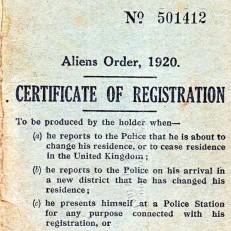 Nº 501412
Aliens Order, 1920.
CERTIFICATE OF REGISTRATION
To be produced by the holder when—
(a) he reports to the Police that he is about to
change his residence, or to cease residence
in the United Kingdom;
(b) he reports to the Police on his arrival in
a new district that he has changed his
residence;
(c) he presents himself at a Police Station
for any purpose connected with his
registration, or